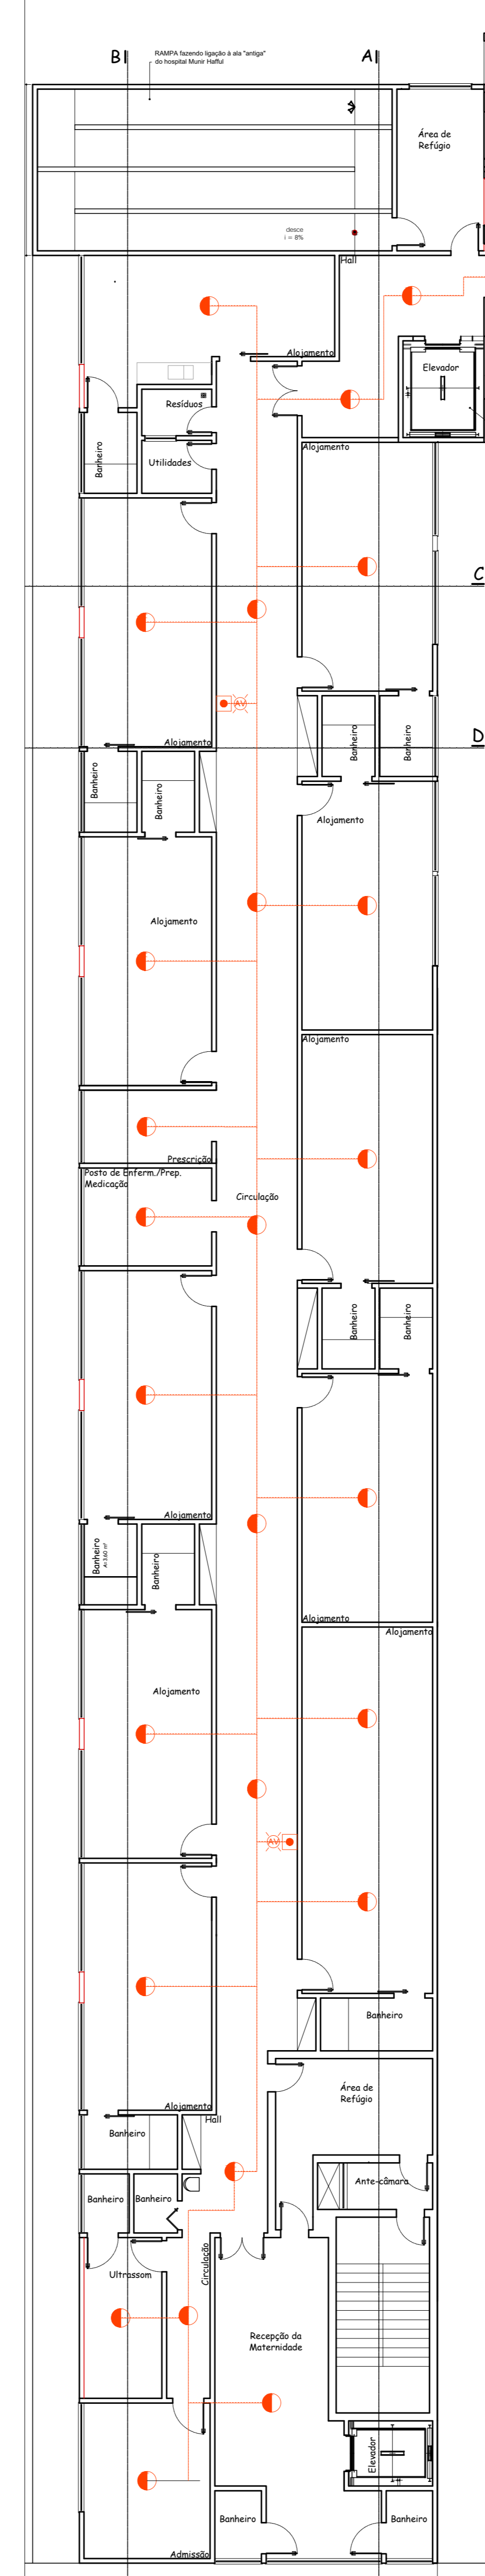 B
RAMPA fazendo ligação à ala "antiga"
do hospital Munir Hafful
A
Área de
Refúgio
desce
i = 8%
Hall
Alojamento
Elevador
Resíduos
Banheiro
Utilidades
Alojamento
C
AV
Alojamento
D
Banheiro
Banheiro
Banheiro
Banheiro
Alojamento
Alojamento
Alojamento
Prescrição
Posto de Enferm./Prep.
Medicação
Circulação
Banheiro
Banheiro
Alojamento
Banheiro
A=3,60 m²
Banheiro
Alojamento
Alojamento
Alojamento
AV
Banheiro
Área de
Refúgio
Alojamento
Hall
Banheiro
Ante-câmara
Banheiro
Banheiro
Circulação
Ultrassom
Recepção da
Maternidade
Elevador
Banheiro
Banheiro
Admissão